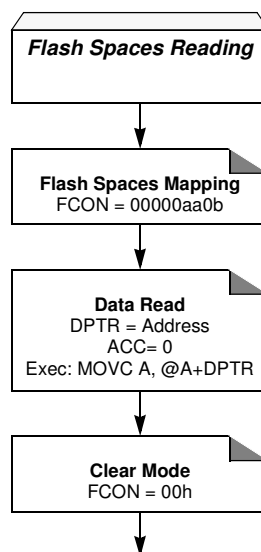 Flash Spaces Reading
Flash Spaces Mapping
FCON = 00000aa0b
Data Read
DPTR = Address
ACC= 0
Exec: MOVC A, @A+DPTR
Clear Mode
FCON = 00h